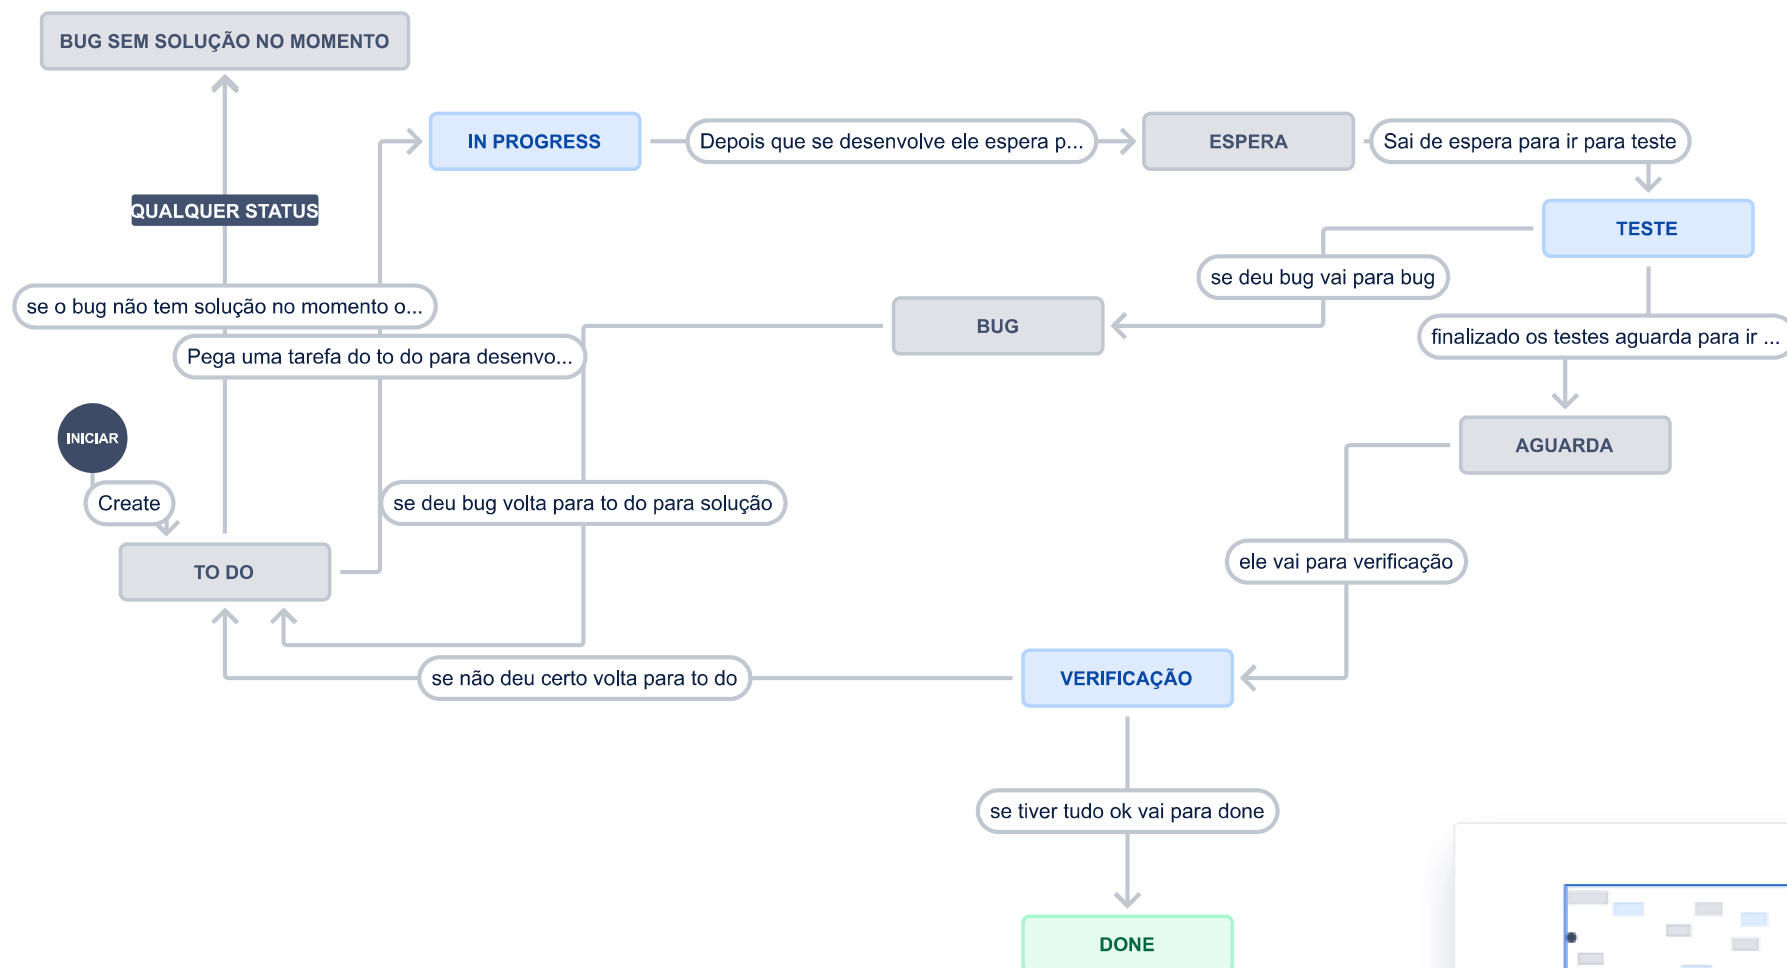 BUG SEM SOLUÇÃO NO MOMENTO
IN PROGRESS
Depois que se desenvolve ele espera p...
ESPERA
Sai de espera para ir para teste
QUALQUER STATUS
TESTE
se deu bug vai para bug
se o bug não tem solução no momento o...
BUG
finalizado os testes aguarda para ir ...
Pega uma tarefa do to do para desenvo...
INICIAR
AGUARDA
Create
se deu bug volta para to do para solução
ele vai para verificação
TO DO
se não deu certo volta para to do
VERIFICAÇÃO
se tiver tudo ok vai para done
DONE